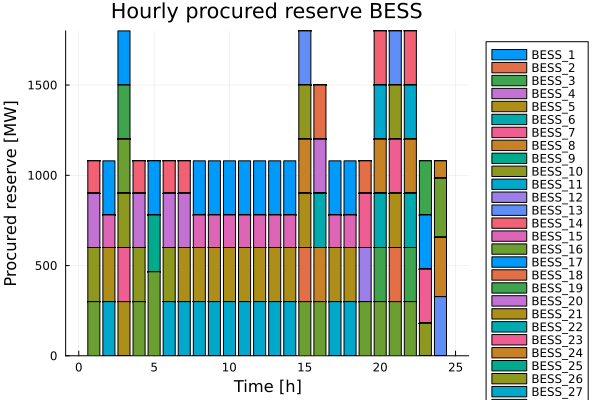 Hourly procured reserve BESS
Procured reserve [MW]
1500
1000
500
0
0
5
10
15
20
25
Time [h]
BESS_1
BESS_2
BESS_3
BESS_4
BESS_5
BESS_6
BESS_7
BESS_8
BESS_9
BESS_10
BESS_11
BESS_12
BESS_13
BESS_14
BESS_15
BESS_16
BESS_17
BESS_18
BESS_19
BESS_20
BESS_21
BESS_22
BESS_23
BESS_24
BESS_25
BESS_26
BESS_27